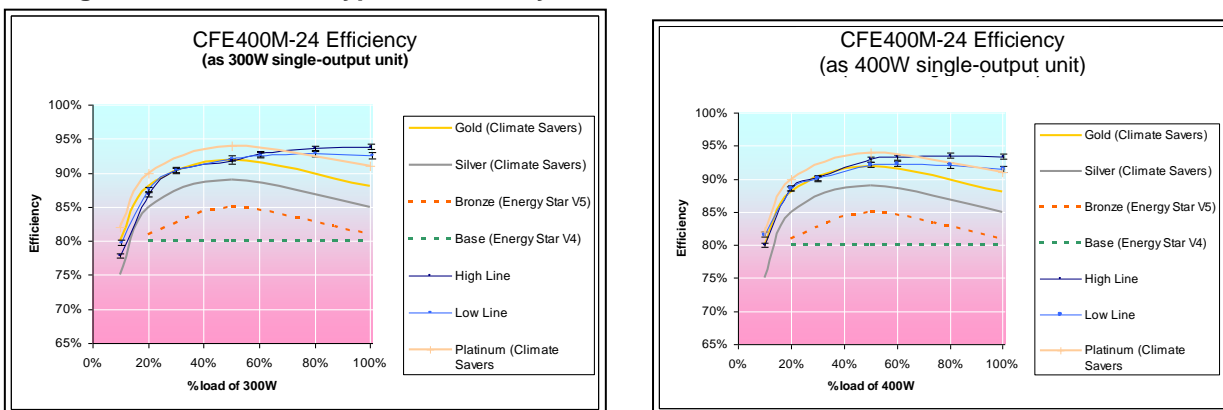 CFE400M-24 Efficiency
(as 300W single-output unit)
100%
95%
90%
85%
80%
75%
70%
65%
Efficiency
0%
20%
40%
60%
80%
100%
%load of 300W
Gold (Climate Savers)
Silver (Climate Savers)
Bronze (Energy Star V5)
Base (Energy Star V4)
High Line
Low Line
Platinum (Climate
Savers
CFE400M-24 Efficiency
(as 400W single-output unit)
100%
95%
90%
85%
80%
75%
70%
65%
Efficiency
0%
20%
40%
60%
80%
100%
%load of 400W
Gold (Climate Savers)
Silver (Climate Savers)
Bronze (Energy Star V5)
Base (Energy Star V4)
High Line
Low Line
Platinum (Climate
Savers